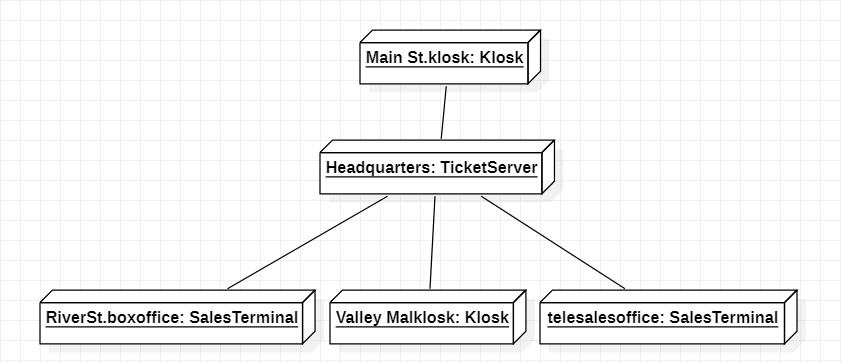 Main St.klosk: Klosk
Headquarters: TicketServer
RiverSt.boxoffice: SalesTerminal
Valley Malklosk: Klosk
telesalesoffice: SalesTerminal